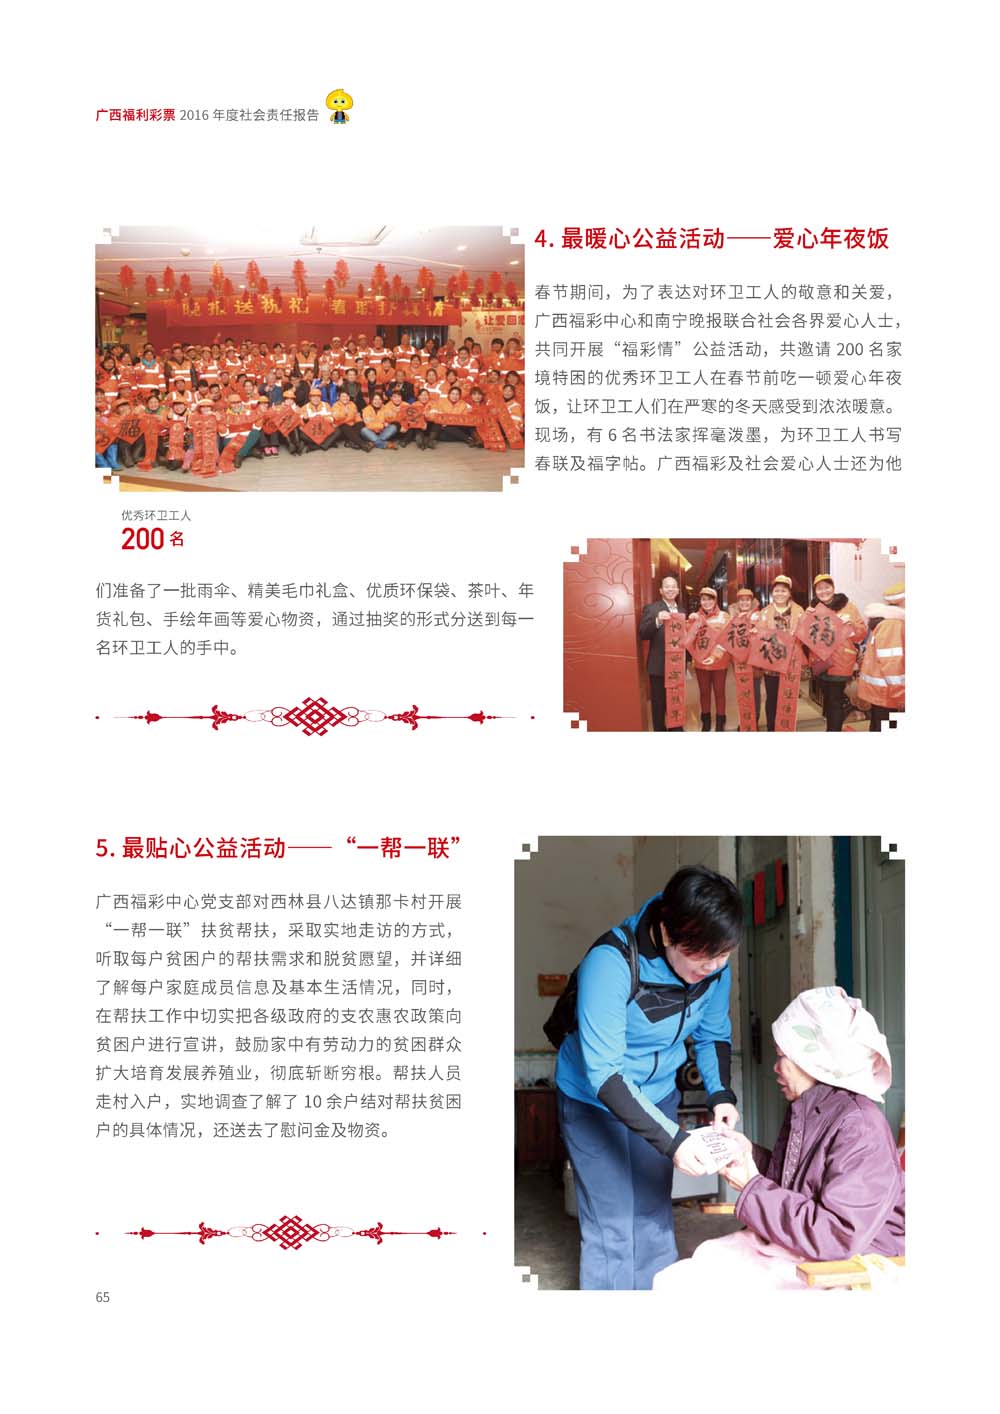 广西福利彩票 2016 年度社会责任报告
4. 最暖心公益活动——爱心年夜饭
春节期间，为了表达对环卫工人的敬意和关爱，
广西福彩中心和南宁晚报联合社会各界爱心人士，
共同开展“福彩情”公益活动，共邀请 200 名家
境特困的优秀环卫工人在春节前吃一顿爱心年夜
饭，让环卫工人们在严寒的冬天感受到浓浓暖意。
现场，有 6 名书法家挥毫泼墨，为环卫工人书写
春联及福字帖。广西福彩及社会爱心人士还为他
晚报送祝福 春联
让爱回
福
优秀环卫工人
200 名
们准备了一批雨伞、精美毛巾礼盒、优质环保袋、茶叶、年
货礼包、手绘年画等爱心物资，通过抽奖的形式分送到每一
名环卫工人的手中。
福 福 福 福
5. 最贴心公益活动——“一帮一联”
广西福彩中心党支部对西林县八达镇那卡村开展
“一帮一联”扶贫帮扶，采取实地走访的方式，
听取每户贫困户的帮扶需求和脱贫愿望，并详细
了解每户家庭成员信息及基本生活情况，同时，
在帮扶工作中切实把各级政府的支农惠农政策向
贫困户进行宣讲，鼓励家中有劳动力的贫困群众
扩大培育发展养殖业，彻底斩断穷根。帮扶人员
走村入户，实地调查了解了 10 余户结对帮扶贫困
户的具体情况，还送去了慰问金及物资。
65